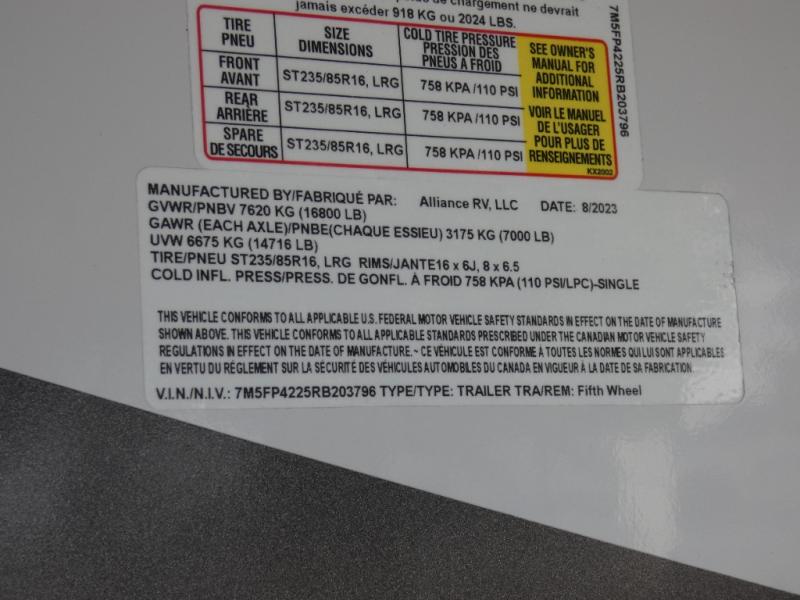 de chargement ne devrait
jamais excéder 918 KG ou 2024 LBS.
TIRE
PNEU
SIZE
DIMENSIONS
COLD TIRE PRESSURE
PRESSION DES
PNEUS A FROID
SEE OWNER'S
MANUAL FOR
ADDITIONAL
INFORMATION
VOIR LE MANUEL
DE L'USAGER
POUR PLUS DE
RENSEIGNEMENTS
FRONT
AVANT
ST235/85R16, LRG
758 KPA /110 PSI
REAR
ARRIÈRE
ST235/85R16, LRG
758 KPA /110 PSI
SPARE
DE SECOURS
ST235/85R16, LRG
758 KPA /110 PSI
KX2002
7M5FP4225RB203796
MANUFACTURED BY/FABRIQUÉ PAR: Alliance RV, LLC DATE: 8/2023
GVWR/PNBV 7620 KG (16800 LB)
GAWR (EACH AXLE)/PNBE(CHAQUE ESSIEU) 3175 KG (7000 LB)
UVW 6675 KG (14716 LB)
TIRE/PNEU ST235/85R16, LRG RIMS/JANTE16 x 6J, 8 x 6.5
COLD INFL. PRESS/PRESS. DE GONFL. À FROID 758 KPA (110 PSI/LPC)-SINGLE
THIS VEHICLE CONFORMS TO ALL APPLICABLE U.S. FEDERAL MOTOR VEHICLE SAFETY STANDARDS IN EFFECT ON THE DATE OF MANUFACTURE
SHOWN ABOVE. THIS VEHICLE CONFORMS TO ALL APPLICABLE STANDARDS PRESCRIBED UNDER THE CANADIAN MOTOR VEHICLE SAFETY
REGULATIONS IN EFFECT ON THE DATE OF MANUFACTURE. ~ CE VÉHICULE EST CONFORME À TOUTES LES NORMES QUI LUI SONT APPLICABLES
EN VERTU DU RÉGLEMENT SUR LA SÉCURITÉ DES VÉHICULES AUTOMOBILES DU CANADA EN VIGUEUR À LA DATE DE SA FABRICATION.
V.I.N./N.I.V.: 7M5FP4225RB203796 TYPE/TYPE: TRAILER TRA/REM: Fifth Wheel